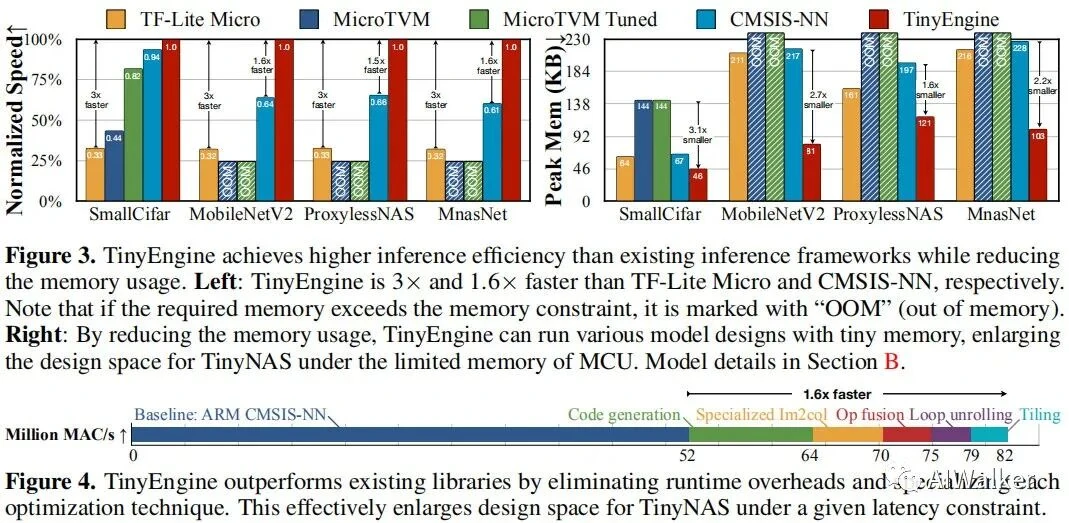 TF-Lite Micro MicroTVM MicroTVM Tuned CMSIS-NN TinyEngine
Normalized Speed↑
100%
75%
50%
25%
0%
3x faster
0.33
0.44
0.82
0.94
1.0
3x faster
0.32
OOM
OOM
1.6x faster
0.64
1.0
3x faster
0.33
OOM
OOM
1.5x faster
0.66
1.0
3x faster
0.32
OOM
OOM
1.6x faster
0.61
1.0
SmallCifar MobileNetV2 ProxylessNAS MnasNet
Peak Mem (KB)↓
230
184
138
92
46
0
64
144
144
67
3.1x smaller
46
211
OOM
OOM
217
2.7x smaller
81
161
OOM
OOM
197
1.6x smaller
121
216
OOM
OOM
228
2.2x smaller
103
SmallCifar MobileNetV2 ProxylessNAS MnasNet
Figure 3. TinyEngine achieves higher inference efficiency than existing inference frameworks while reducing
the memory usage. Left: TinyEngine is 3× and 1.6× faster than TF-Lite Micro and CMSIS-NN, respectively.
Note that if the required memory exceeds the memory constraint, it is marked with “OOM” (out of memory).
Right: By reducing the memory usage, TinyEngine can run various model designs with tiny memory, enlarging
the design space for TinyNAS under the limited memory of MCU. Model details in Section B.
1.6x faster
Baseline: ARM CMSIS-NN Code generation Specialized Im2col Op fusion Loop unrolling Tiling
Million MAC/s ↑
0 52 64 70 75 79 82
Figure 4. TinyEngine outperforms existing libraries by eliminating runtime overheads and specializing each
optimization technique. This effectively enlarges design space for TinyNAS under a given latency constraint.
AIWalker